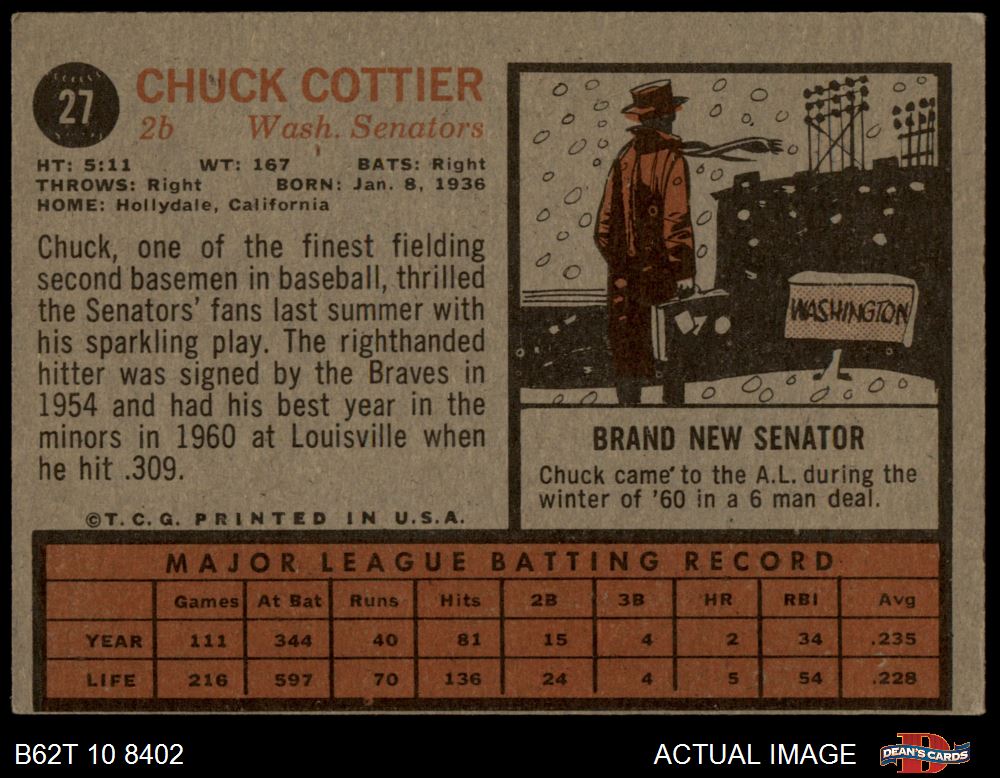 27
CHUCK COTTIER
2b Wash. Senators
HT: 5:11 WT: 167 BATS: Right
THROWS: Right BORN: Jan. 8, 1936
HOME: Hollydale, California
Chuck, one of the finest fielding
second basemen in baseball, thrilled
the Senators' fans last summer with
his sparkling play. The righthanded
hitter was signed by the Braves in
1954 and had his best year in the
minors in 1960 at Louisville when
he hit .309.
©T.C.G. PRINTED IN U.S.A.
WASHINGTON
BRAND NEW SENATOR
Chuck came to the A.L. during the
winter of '60 in a 6 man deal.
MAJOR LEAGUE BATTING RECORD
Games At Bat Runs Hits 2B 3B HR RBI Avg
YEAR 111 344 40 81 15 4 2 34 .235
LIFE 216 597 70 136 24 4 5 54 .228
B62T 10 8402 ACTUAL IMAGE DEAN'S CARDS